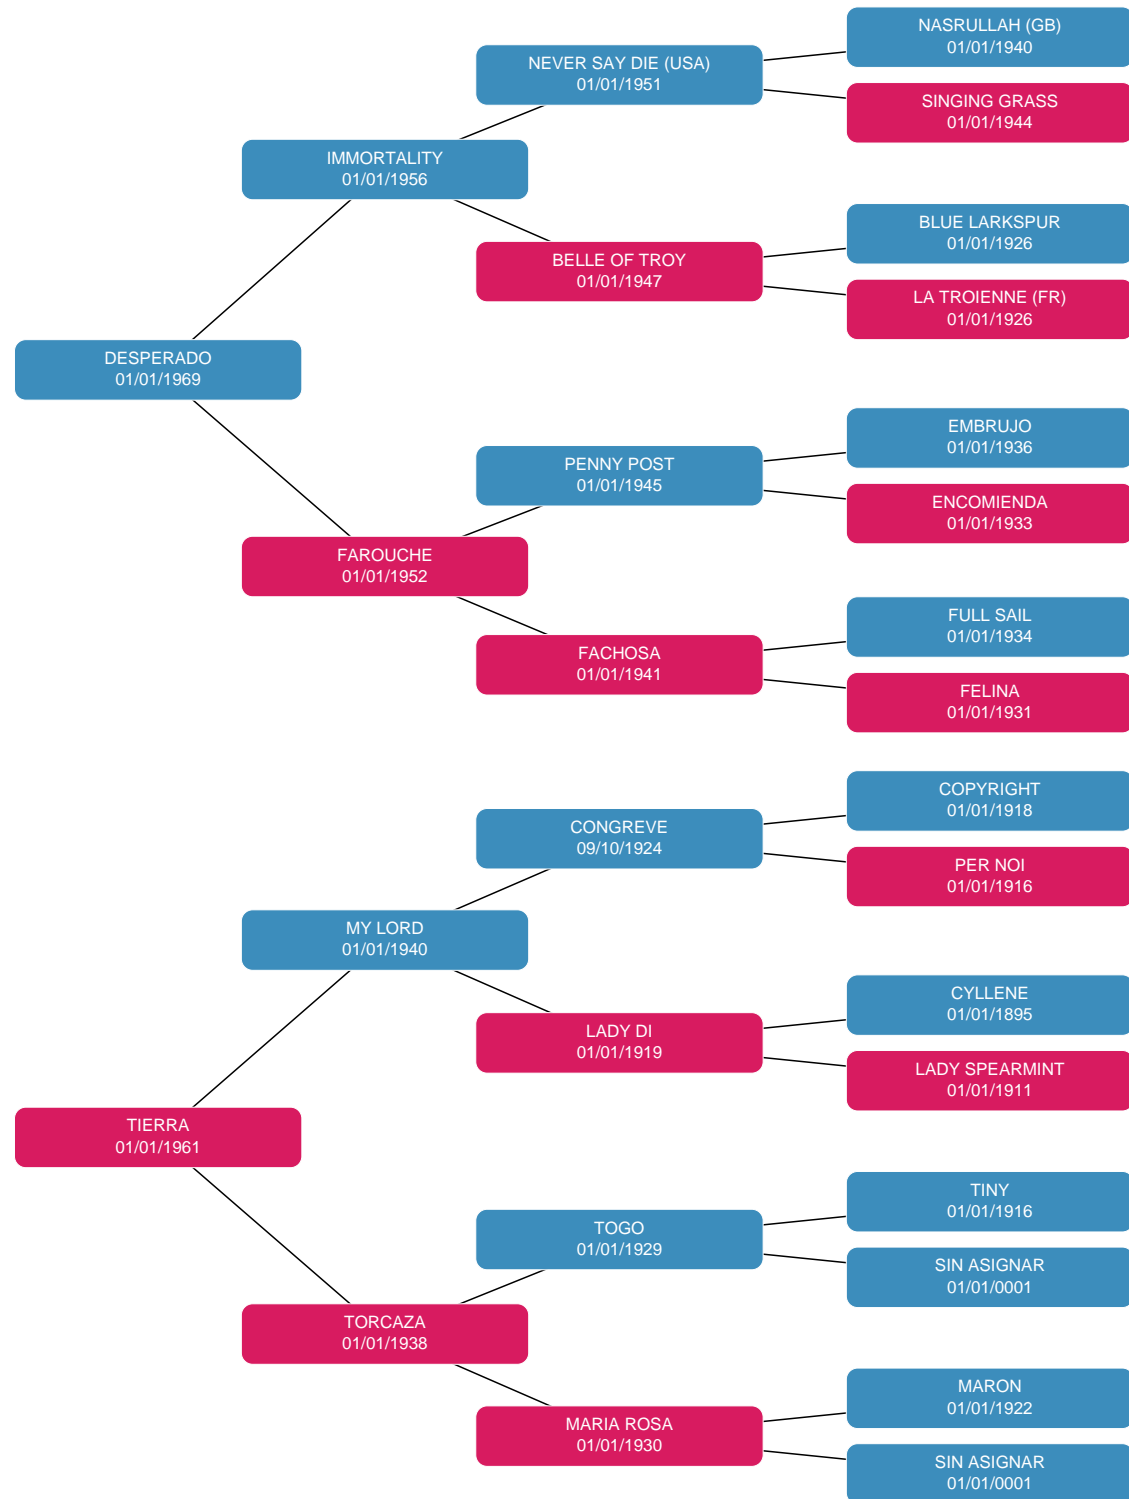 NASRULLAH (GB)
01/01/1940
NEVER SAY DIE (USA)
01/01/1951
SINGING GRASS
01/01/1944
IMMORTALITY
01/01/1956
BLUE LARKSPUR
01/01/1926
BELLE OF TROY
01/01/1947
LA TROIENNE (FR)
01/01/1926
DESPERADO
01/01/1969
EMBRUJO
01/01/1936
PENNY POST
01/01/1945
ENCOMIENDA
01/01/1933
FAROUCHE
01/01/1952
FULL SAIL
01/01/1934
FACHOSA
01/01/1941
FELINA
01/01/1931
COPYRIGHT
01/01/1918
CONGREVE
09/10/1924
PER NOI
01/01/1916
MY LORD
01/01/1940
CYLLENE
01/01/1895
LADY DI
01/01/1919
LADY SPEARMINT
01/01/1911
TIERRA
01/01/1961
TINY
01/01/1916
TOGO
01/01/1929
SIN ASIGNAR
01/01/0001
TORCAZA
01/01/1938
MARON
01/01/1922
MARIA ROSA
01/01/1930
SIN ASIGNAR
01/01/0001